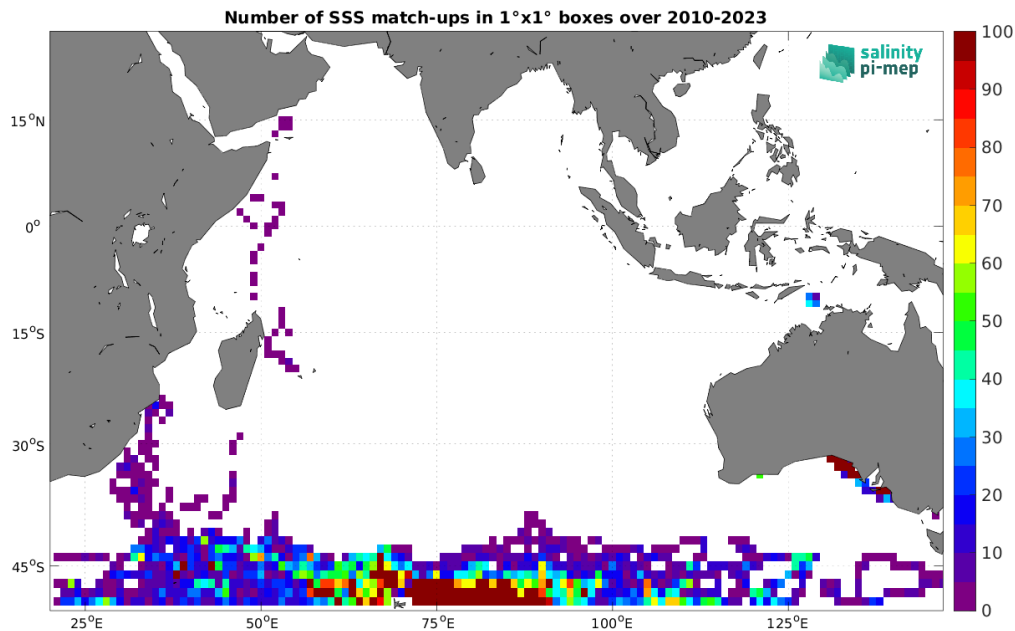 Number of SSS match-ups in 1°x1° boxes over 2010-2023
salinity
pi-mep
15°N
0°
15°S
30°S
45°S
25°E
50°E
75°E
100°E
125°E
100
90
80
70
60
50
40
30
20
10
0